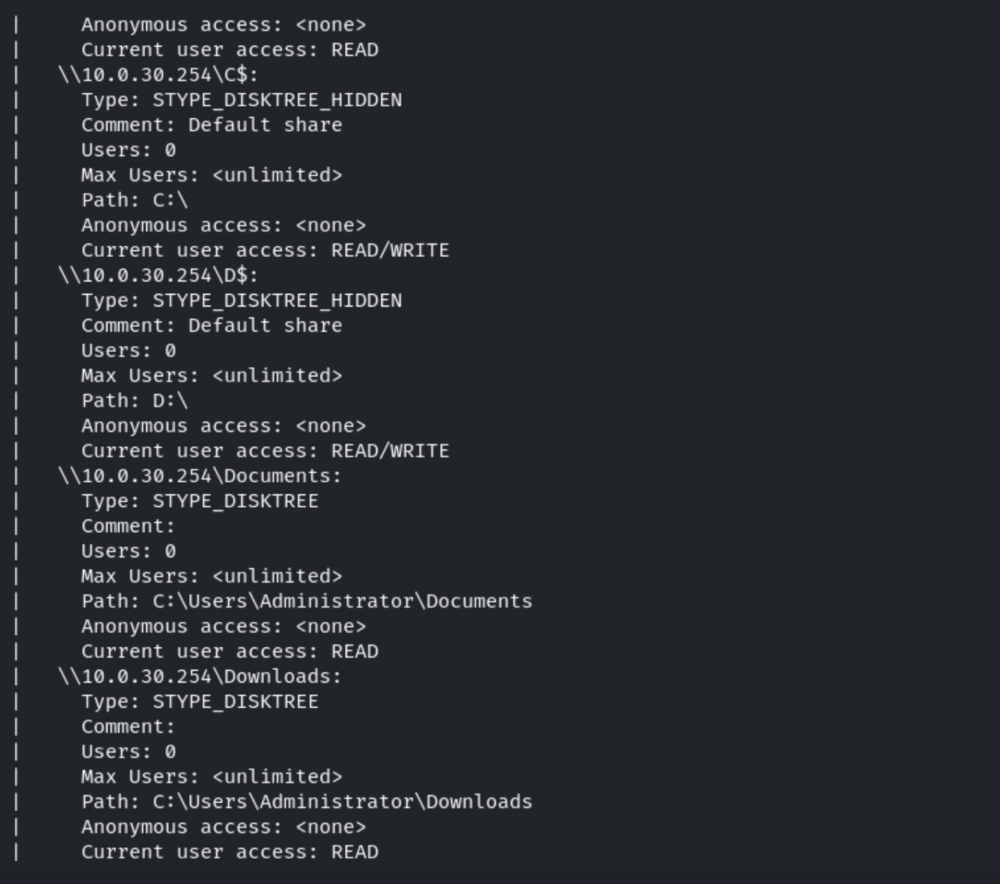 |     Anonymous access: <none>
|     Current user access: READ
|   \\10.0.30.254\C$:
|     Type: STYPE_DISKTREE_HIDDEN
|     Comment: Default share
|     Users: 0
|     Max Users: <unlimited>
|     Path: C:\
|     Anonymous access: <none>
|     Current user access: READ/WRITE
|   \\10.0.30.254\D$:
|     Type: STYPE_DISKTREE_HIDDEN
|     Comment: Default share
|     Users: 0
|     Max Users: <unlimited>
|     Path: D:\
|     Anonymous access: <none>
|     Current user access: READ/WRITE
|   \\10.0.30.254\Documents:
|     Type: STYPE_DISKTREE
|     Comment:
|     Users: 0
|     Max Users: <unlimited>
|     Path: C:\Users\Administrator\Documents
|     Anonymous access: <none>
|     Current user access: READ
|   \\10.0.30.254\Downloads:
|     Type: STYPE_DISKTREE
|     Comment:
|     Users: 0
|     Max Users: <unlimited>
|     Path: C:\Users\Administrator\Downloads
|     Anonymous access: <none>
|     Current user access: READ